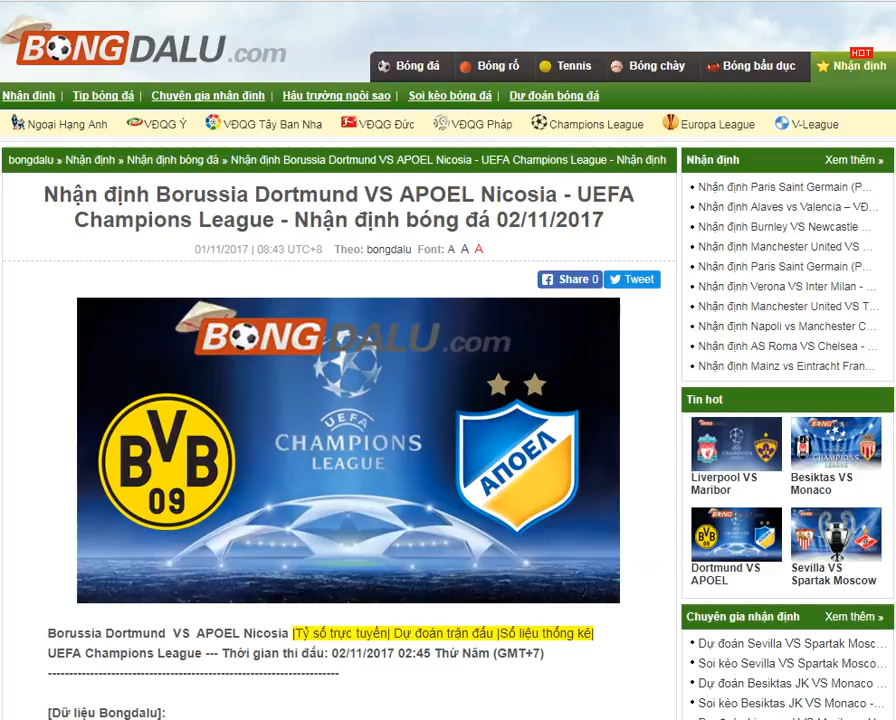 BONGDALU.com
HOT
Bóng đá Bóng rổ Tennis Bóng chày Bóng bầu dục Nhận định
Nhận định | Tip bóng đá | Chuyên gia nhận định | Hậu trường ngôi sao | Soi kèo bóng đá | Dự đoán bóng đá
Ngoại Hạng Anh VĐQG Ý VĐQG Tây Ban Nha VĐQG Đức VĐQG Pháp Champions League Europa League V-League
bongdalu » Nhận định » Nhận định bóng đá » Nhận định Borussia Dortmund VS APOEL Nicosia - UEFA Champions League - Nhận định
Nhận định Borussia Dortmund VS APOEL Nicosia - UEFA
Champions League - Nhận định bóng đá 02/11/2017
01/11/2017 | 08:43 UTC+8 Theo: bongdalu Font: A A A
Share 0 Tweet
BONGDALU.com
UEFA
CHAMPIONS
LEAGUE
BVB
09
ΑΠΟΕΛ
Borussia Dortmund VS APOEL Nicosia |Tỷ số trực tuyến| Dự đoán trận đấu |Số liệu thống kê|
UEFA Champions League --- Thời gian thi đấu: 02/11/2017 02:45 Thứ Năm (GMT+7)
----------------------------------------------------------------------
[Dữ liệu Bongdalu]:
Nhận định Xem thêm »
Nhận định Paris Saint Germain (P...
Nhận định Alaves vs Valencia – VĐ...
Nhận định Burnley VS Newcastle ...
Nhận định Manchester United VS ...
Nhận định Paris Saint Germain (P...
Nhận định Verona VS Inter Milan - ...
Nhận định Manchester United VS T...
Nhận định Napoli vs Manchester C...
Nhận định AS Roma VS Chelsea - ...
Nhận định Mainz vs Eintracht Fran...
Tin hot
Liverpool VS
Maribor
Besiktas VS
Monaco
Dortmund VS
APOEL
Sevilla VS
Spartak Moscow
Chuyên gia nhận định Xem thêm »
Dự đoán Sevilla VS Spartak Mosc...
Soi kèo Sevilla VS Spartak Mosco...
Dự đoán Besiktas JK VS Monaco ...
Soi kèo Besiktas JK VS Monaco -...